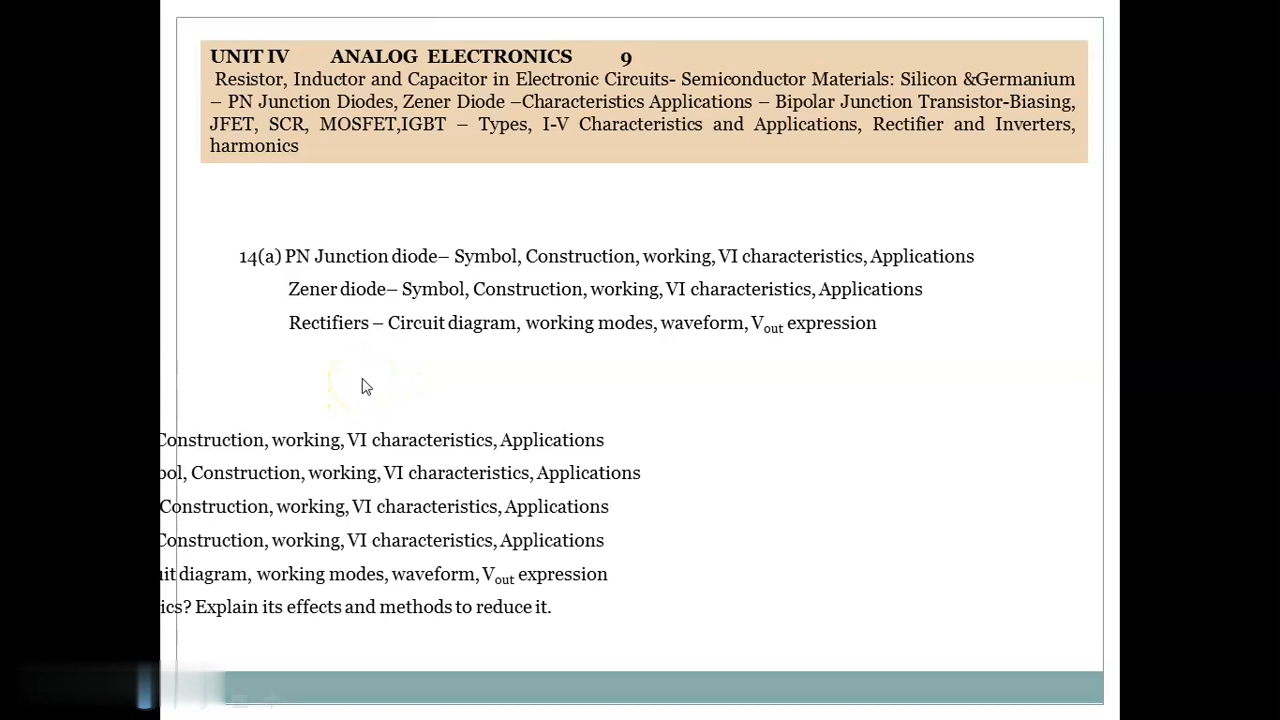 UNIT IV ANALOG ELECTRONICS 9
Resistor, Inductor and Capacitor in Electronic Circuits- Semiconductor Materials: Silicon &Germanium
– PN Junction Diodes, Zener Diode –Characteristics Applications – Bipolar Junction Transistor-Biasing,
JFET, SCR, MOSFET,IGBT – Types, I-V Characteristics and Applications, Rectifier and Inverters,
harmonics
14(a) PN Junction diode– Symbol, Construction, working, VI characteristics, Applications
Zener diode– Symbol, Construction, working, VI characteristics, Applications
Rectifiers – Circuit diagram, working modes, waveform, Vout expression
Construction, working, VI characteristics, Applications
Construction, working, VI characteristics, Applications
Construction, working, VI characteristics, Applications
Construction, working, VI characteristics, Applications
diagram, working modes, waveform, Vout expression
Explain its effects and methods to reduce it.